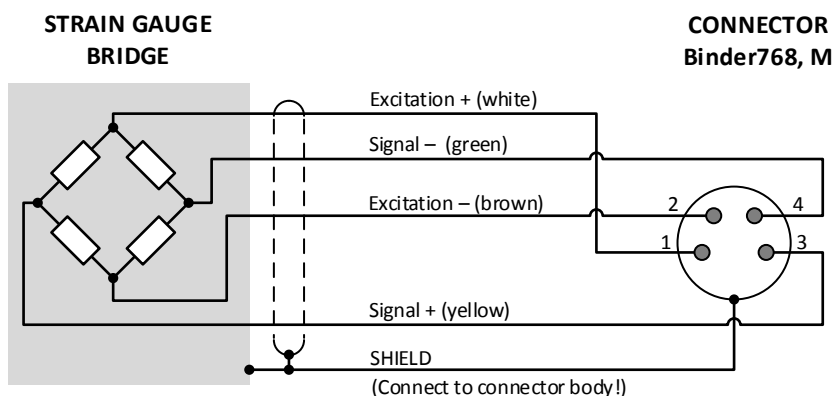 STRAIN GAUGE
BRIDGE
CONNECTOR
Binder768, M
Excitation + (white)
Signal – (green)
Excitation – (brown)
2
4
1
3
Signal + (yellow)
SHIELD
(Connect to connector body!)